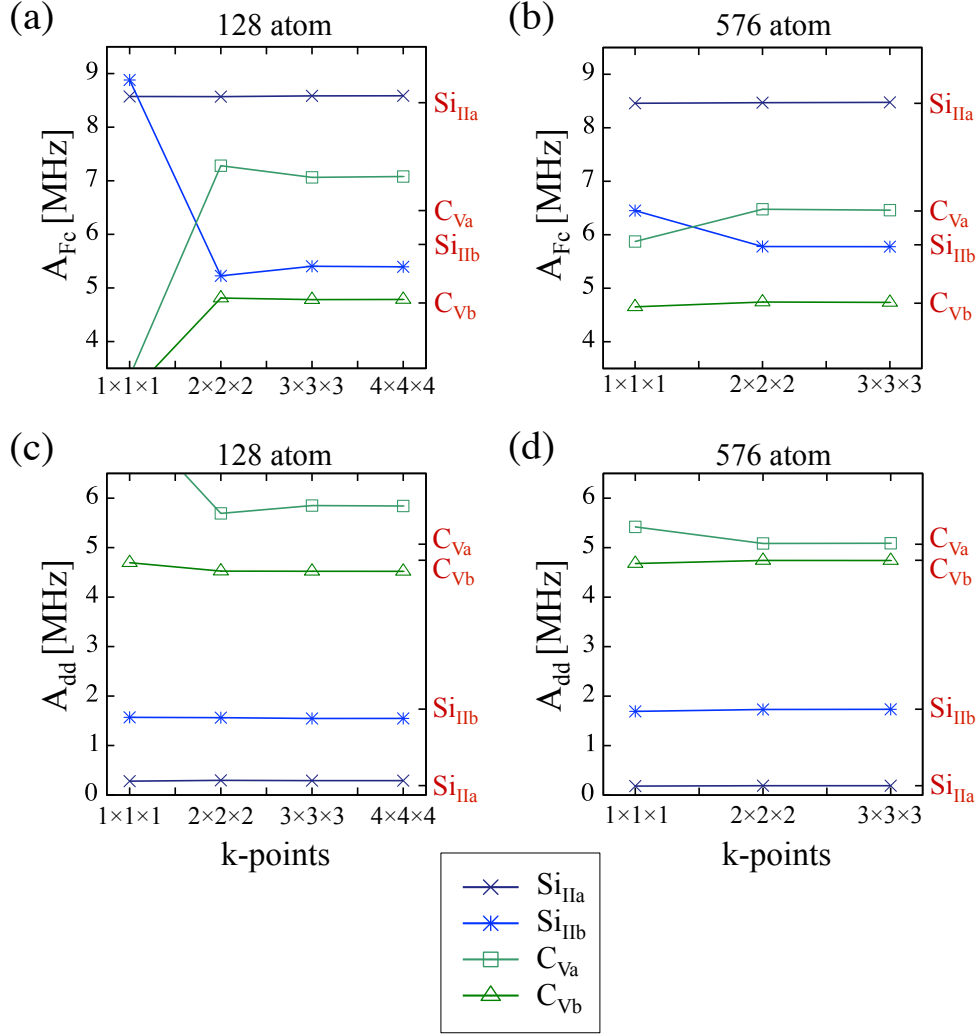 (a)
128 atom
A_Fc [MHz]
9
8
7
6
5
4
Si_IIa
C_Va
Si_IIb
C_Vb
1×1×1 2×2×2 3×3×3 4×4×4
(b)
576 atom
A_Fc [MHz]
9
8
7
6
5
4
Si_IIa
C_Va
Si_IIb
C_Vb
1×1×1 2×2×2 3×3×3
(c)
128 atom
A_dd [MHz]
6
5
4
3
2
1
0
C_Va
C_Vb
Si_IIb
Si_IIa
1×1×1 2×2×2 3×3×3 4×4×4
k-points
(d)
576 atom
A_dd [MHz]
6
5
4
3
2
1
0
C_Va
C_Vb
Si_IIb
Si_IIa
1×1×1 2×2×2 3×3×3
k-points
Si_IIa
Si_IIb
C_Va
C_Vb